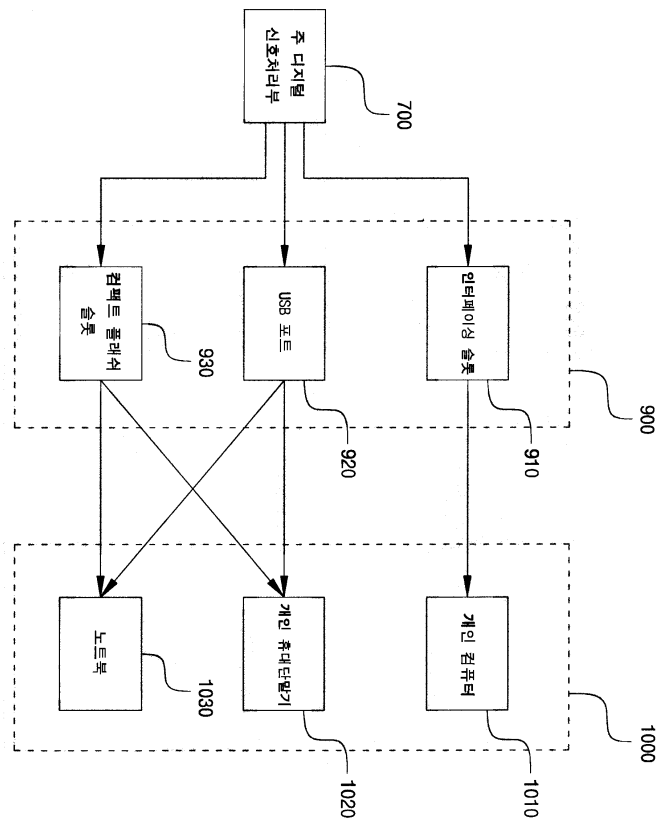 주 디지털
신호처리부
700
인터페이싱 슬롯
910
USB 포트
920
컴팩트 플래쉬
슬롯
930
900
개인 컴퓨터
1010
개인 휴대단말기
1020
노트북
1030
1000